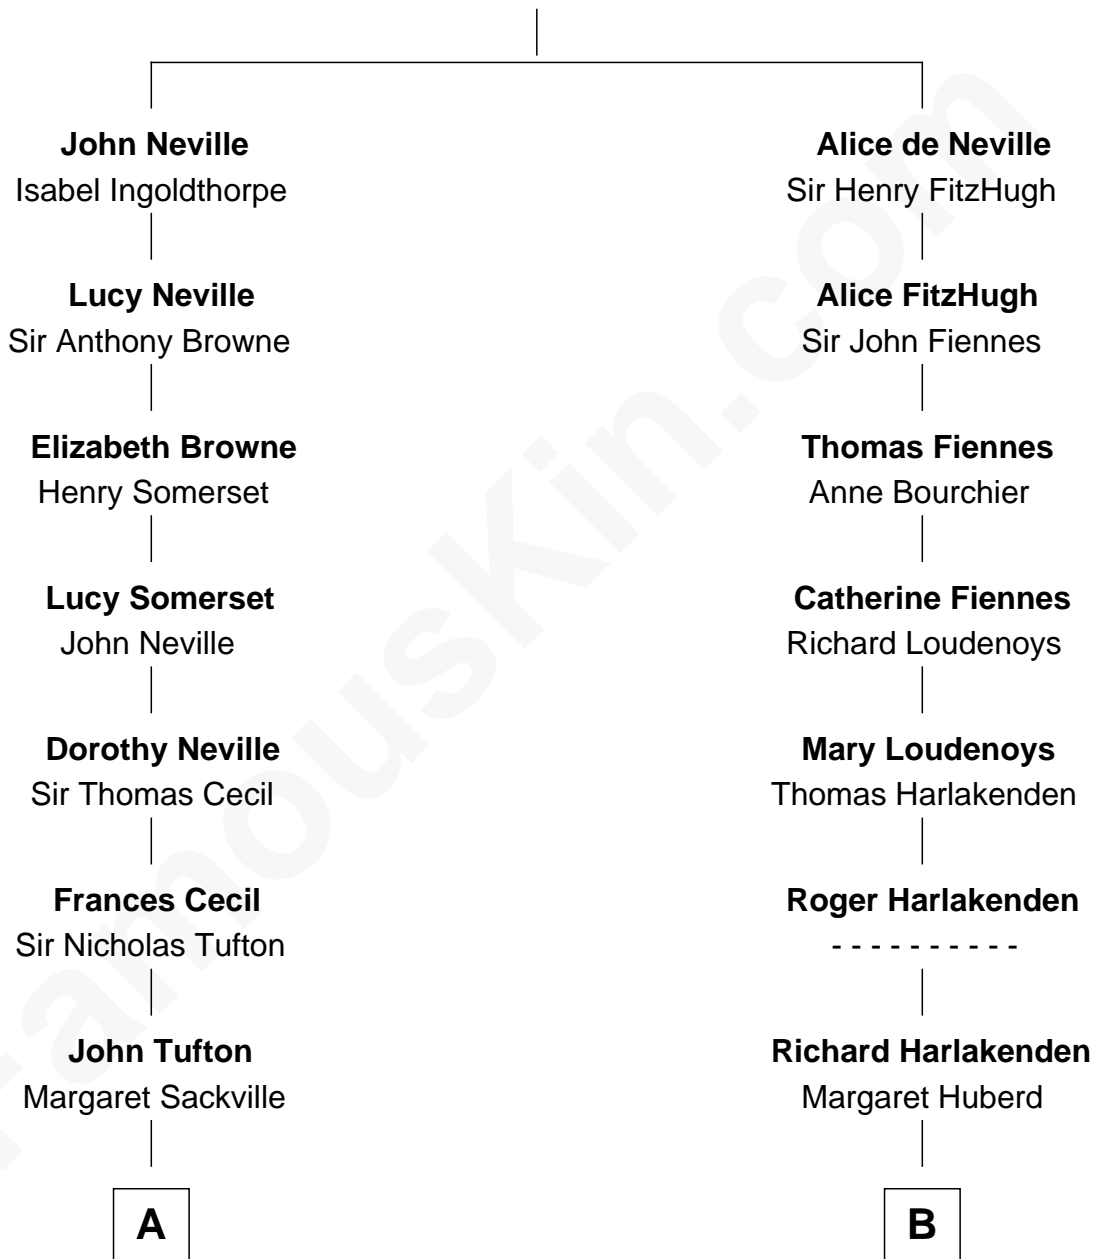 John Neville
Isabel Ingoldthorpe
Alice de Neville
Sir Henry FitzHugh
Lucy Neville
Sir Anthony Browne
Alice FitzHugh
Sir John Fiennes
Elizabeth Browne
Henry Somerset
Thomas Fiennes
Anne Bourchier
Lucy Somerset
John Neville
Catherine Fiennes
Richard Loudenoys
Dorothy Neville
Sir Thomas Cecil
Mary Loudenoys
Thomas Harlakenden
Frances Cecil
Sir Nicholas Tufton
Roger Harlakenden
- - - - - - - - - -
John Tufton
Margaret Sackville
Richard Harlakenden
Margaret Huberd
A
B
FamousKin.com